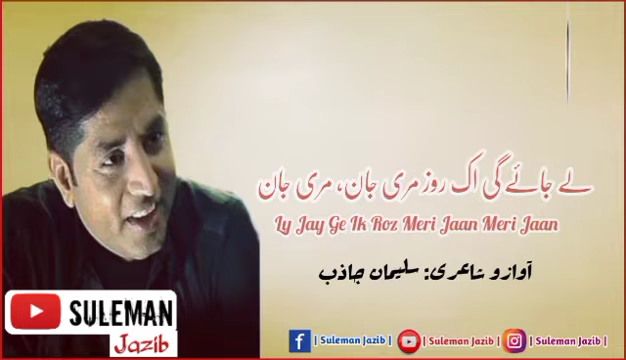 لے جائے گی اک روز مری جان، مری جان
Ly Jay Ge Ik Roz Meri Jaan Meri Jaan
آواز و شاعری: سلیمان جاذب
SULEMAN
Jazib
| Suleman Jazib | | Suleman Jazib | | Suleman Jazib |